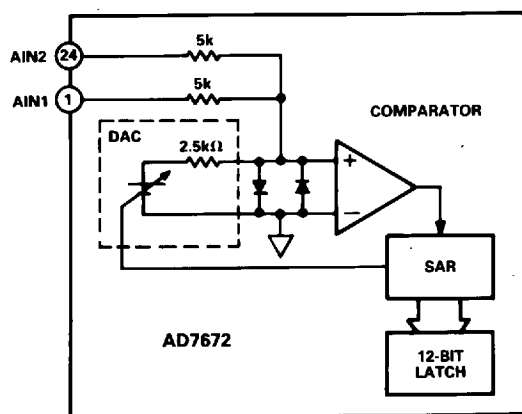 5k
AIN2 24
5k
AIN1 1
COMPARATOR
DAC
2.5kΩ
+
−
SAR
AD7672
12-BIT
LATCH